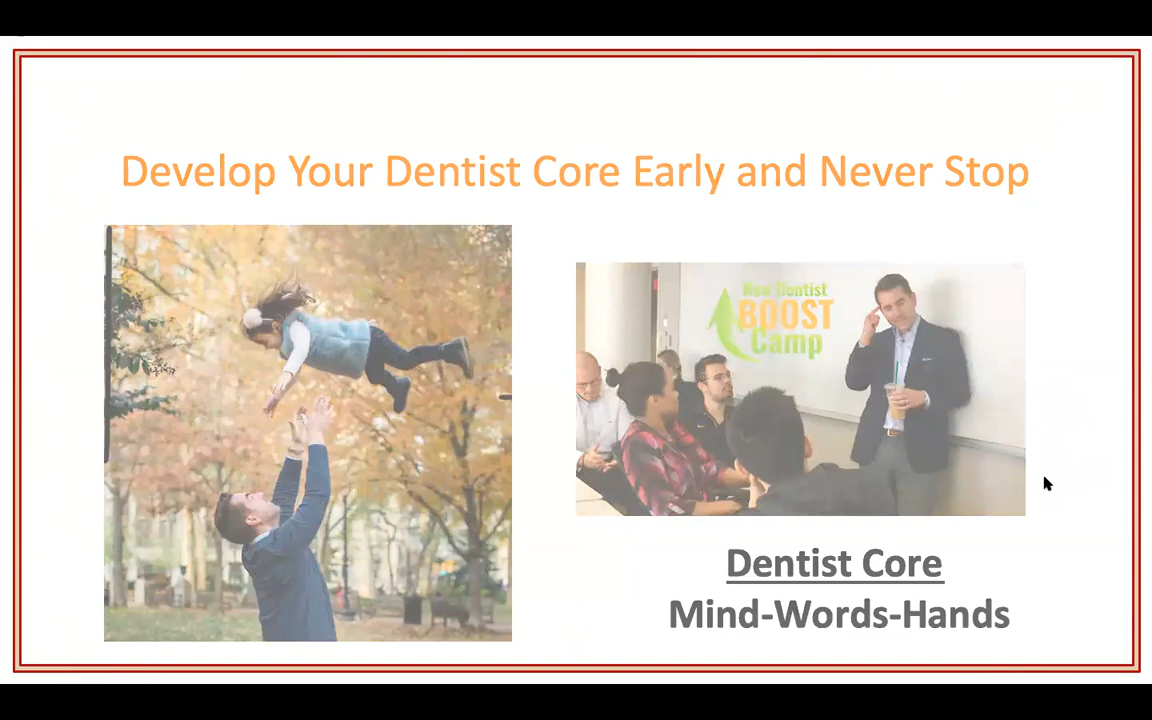 Develop Your Dentist Core Early and Never Stop
New Dentist
BOOST
Camp
Dentist Core
Mind-Words-Hands